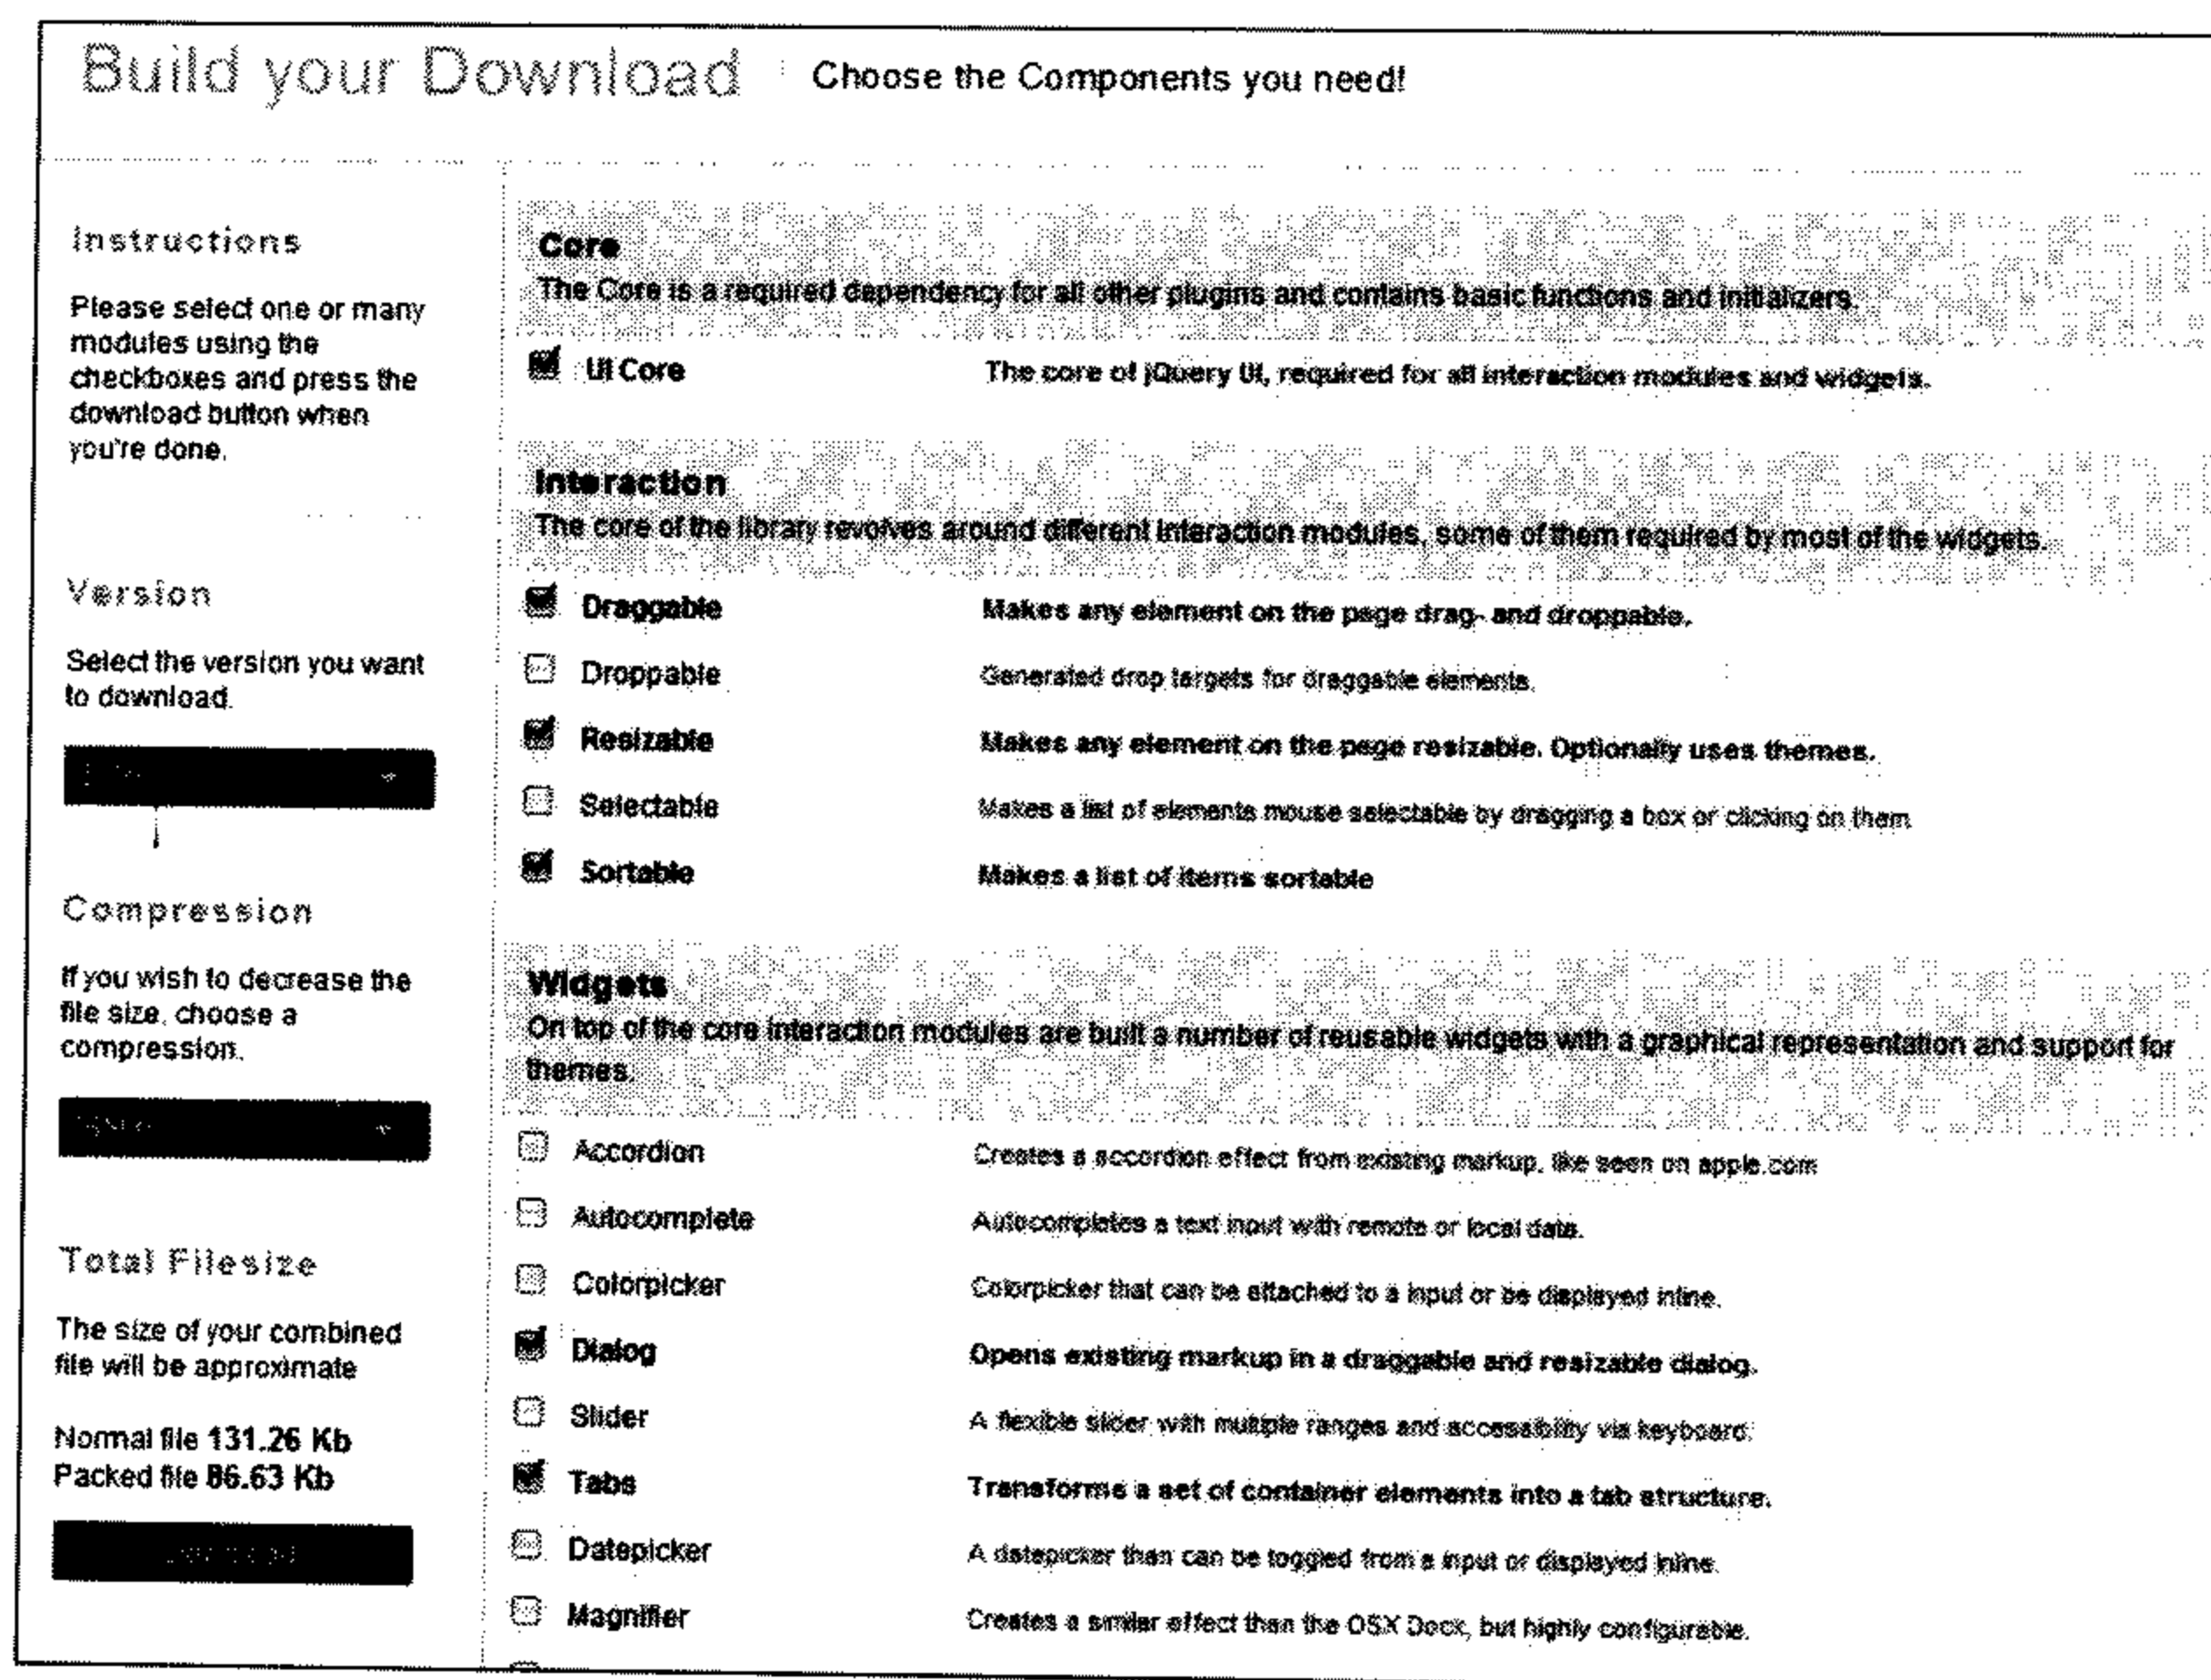 Build your Download
Choose the Components you need!
Instructions
Please select one or many
modules using the
checkboxes and press the
download button when
you're done.
Version
Select the version you want
to download.
Compression
If you wish to decrease the
file size, choose a
compression.
Total Filesize
The size of your combined
file will be approximate
Normal file 131.26 Kb
Packed file 86.63 Kb
Core
The Core is a required dependency for all other plugins and contains basic functions and initializers.
UI Core The core of jQuery UI, required for all interaction modules and widgets.
Interaction
The core of the library revolves around different interaction modules, some of them required by most of the widgets.
Draggable Makes any element on the page drag- and droppable.
Droppable Generated drop targets for draggable elements.
Resizable Makes any element on the page resizable. Optionally uses themes.
Selectable Makes a list of elements mouse selectable by dragging a box or clicking on them
Sortable Makes a list of items sortable
Widgets
On top of the core interaction modules are built a number of reusable widgets with a graphical representation and support for
themes.
Accordion Creates a accordion effect from existing markup, like seen on apple.com
Autocomplete Autocompletes a text input with remote or local data.
Colorpicker Colorpicker that can be attached to a input or be displayed inline.
Dialog Opens existing markup in a draggable and resizable dialog.
Slider A flexible slider with multiple ranges and accessibility via keyboard.
Tabs Transforms a set of container elements into a tab structure.
Datepicker A datepicker than can be toggled from a input or displayed inline.
Magnifier Creates a similar effect than the OSX Dock, but highly configurable.